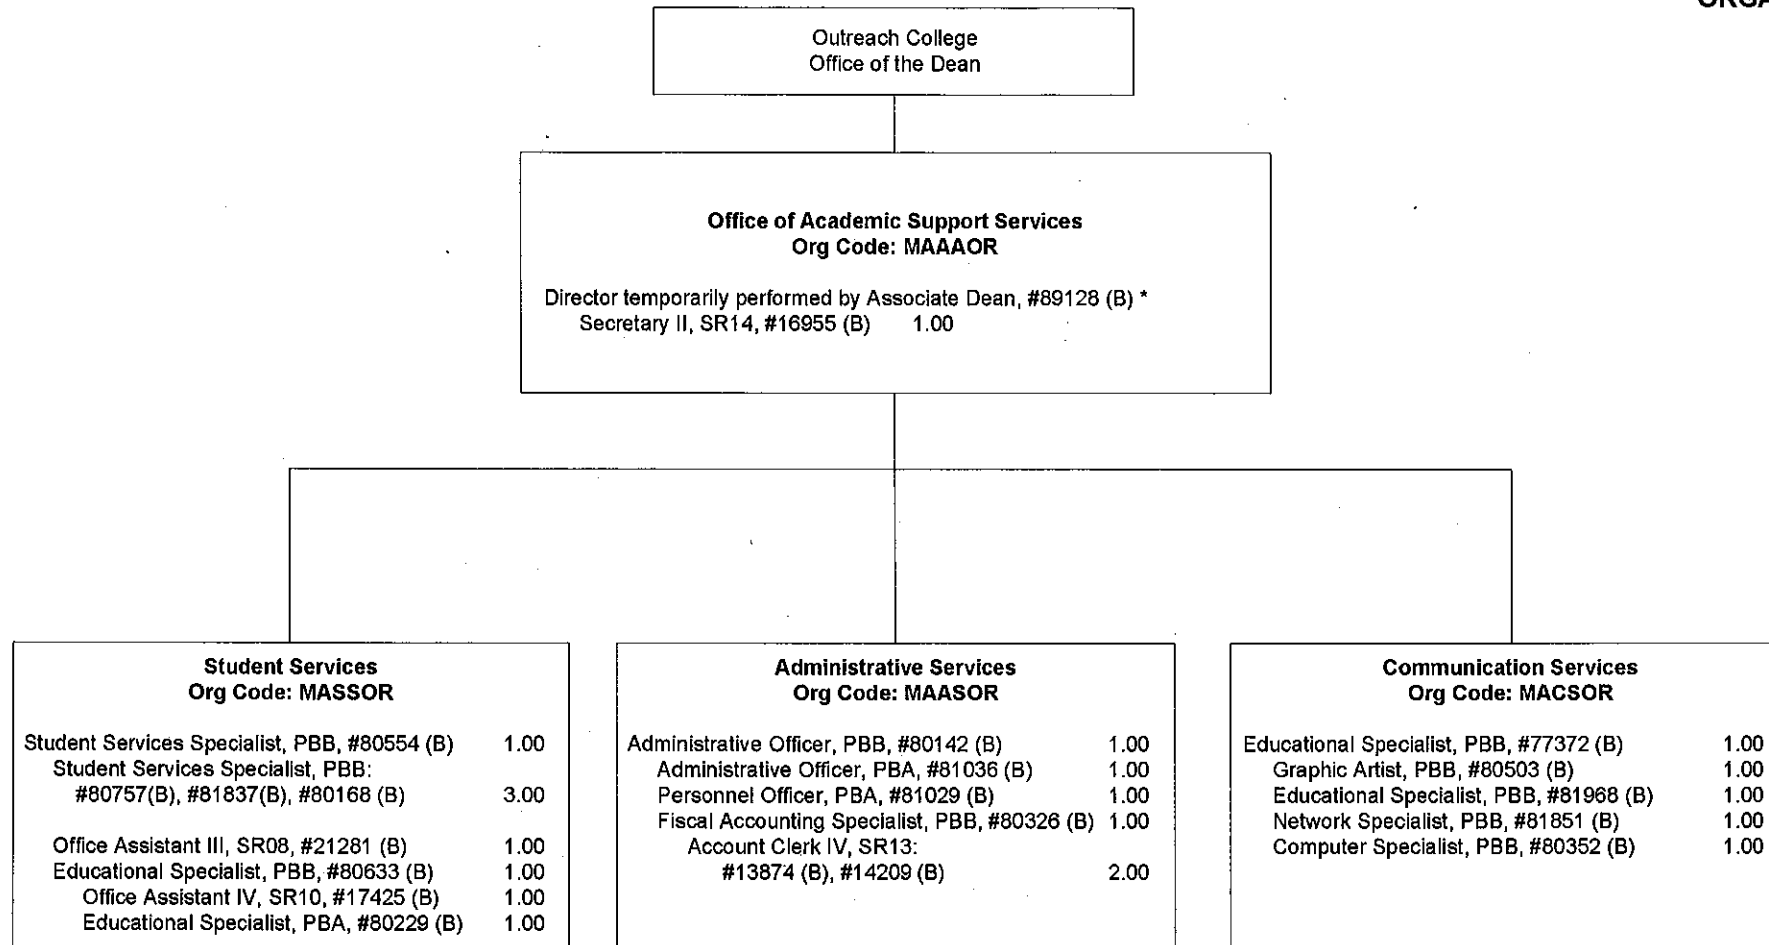 ORGA
Outreach College
Office of the Dean
Office of Academic Support Services
Org Code: MAAAOR
Director temporarily performed by Associate Dean, #89128 (B) *
Secretary II, SR14, #16955 (B) 1.00
Student Services
Org Code: MASSOR
Student Services Specialist, PBB, #80554 (B) 1.00
Student Services Specialist, PBB:
#80757(B), #81837(B), #80168 (B) 3.00
Office Assistant III, SR08, #21281 (B) 1.00
Educational Specialist, PBB, #80633 (B) 1.00
Office Assistant IV, SR10, #17425 (B) 1.00
Educational Specialist, PBA, #80229 (B) 1.00
Administrative Services
Org Code: MAASOR
Administrative Officer, PBB, #80142 (B) 1.00
Administrative Officer, PBA, #81036 (B) 1.00
Personnel Officer, PBA, #81029 (B) 1.00
Fiscal Accounting Specialist, PBB, #80326 (B) 1.00
Account Clerk IV, SR13:
#13874 (B), #14209 (B) 2.00
Communication Services
Org Code: MACSOR
Educational Specialist, PBB, #77372 (B) 1.00
Graphic Artist, PBB, #80503 (B) 1.00
Educational Specialist, PBB, #81968 (B) 1.00
Network Specialist, PBB, #81851 (B) 1.00
Computer Specialist, PBB, #80352 (B) 1.00